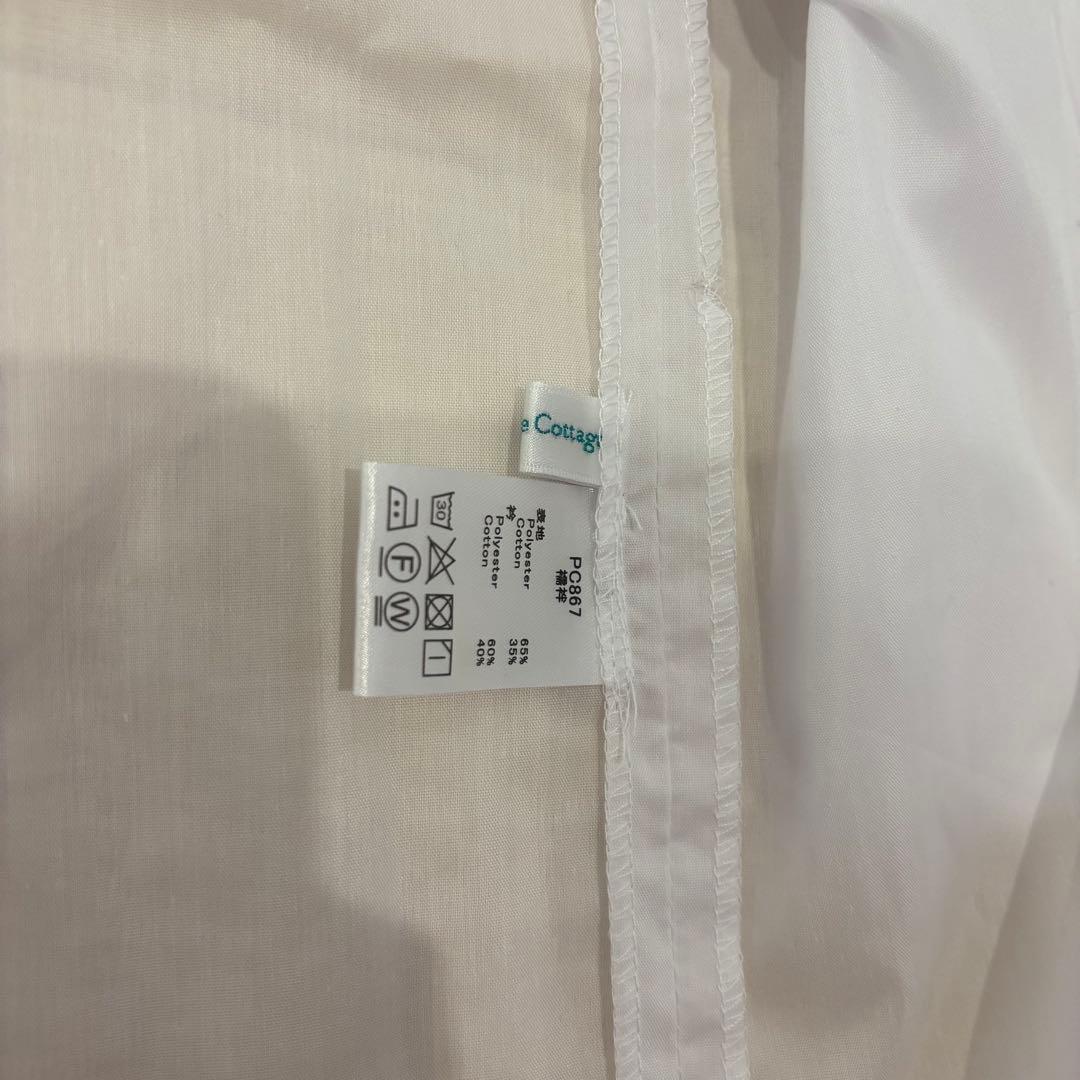 e Cottag
PC867
襦袢
表地
Polyester 65%
Cotton 35%
衿
Polyester 60%
Cotton 40%
30
F
W